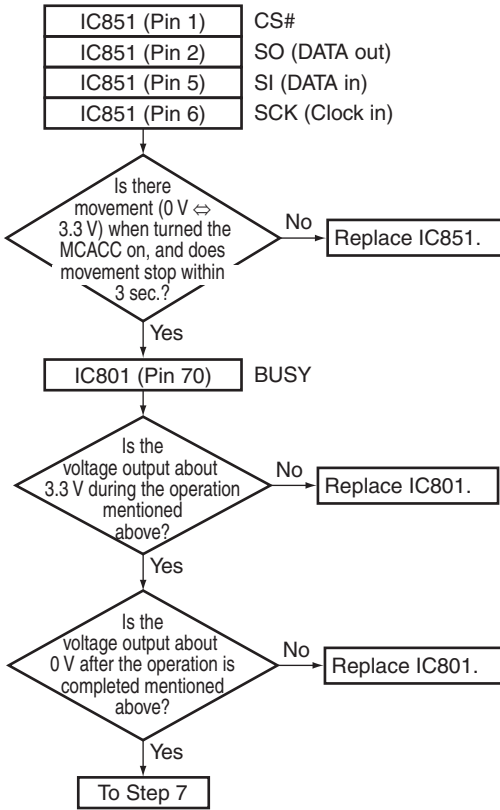 IC851 (Pin 1) CS#
IC851 (Pin 2) SO (DATA out)
IC851 (Pin 5) SI (DATA in)
IC851 (Pin 6) SCK (Clock in)
Is there
movement (0 V ⇔
3.3 V) when turned the
MCACC on, and does
movement stop within
3 sec.?
No
Replace IC851.
Yes
IC801 (Pin 70) BUSY
Is the
voltage output about
3.3 V during the operation
mentioned
above?
No
Replace IC801.
Yes
Is the
voltage output about
0 V after the operation is
completed mentioned
above?
No
Replace IC801.
Yes
To Step 7